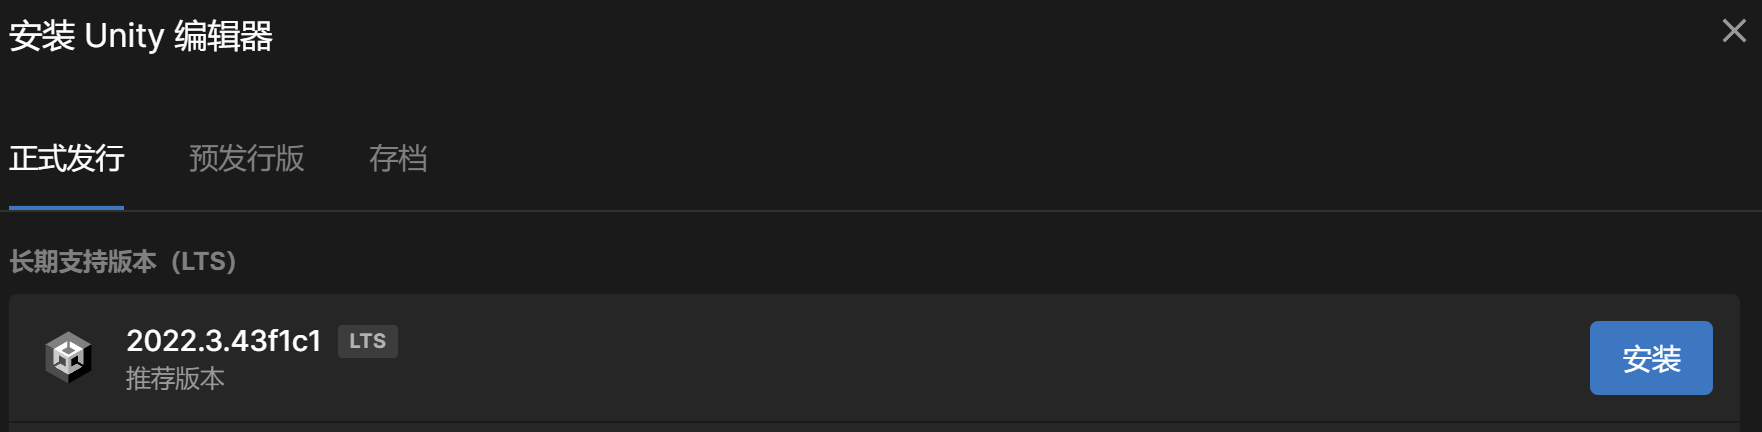 安装 Unity 编辑器
正式发行 预发行版 存档
长期支持版本（LTS）
2022.3.43f1c1 LTS
推荐版本
安装